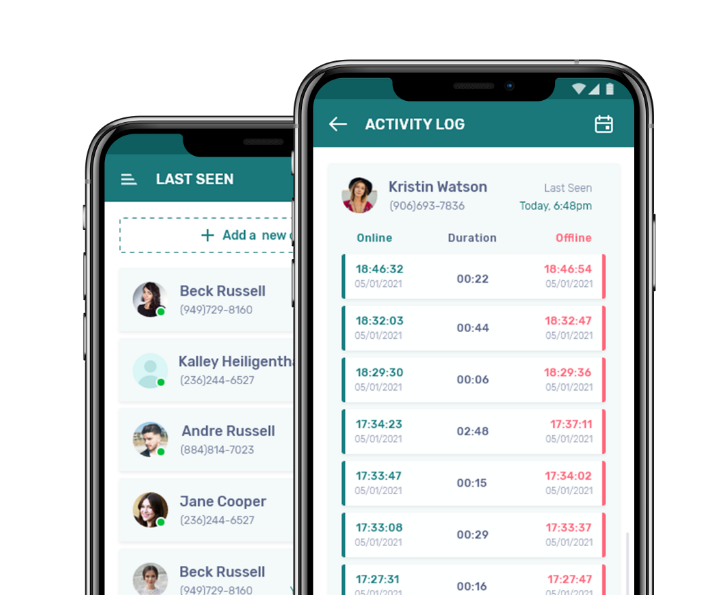 LAST SEEN
+ Add a new
Beck Russell
(949)729-8160
Kalley
(236)244-6527
Andre Russell
(884)814-7023
Jane Cooper
(236)244-6527
Beck Russell
(949)729-8160
ACTIVITY LOG
Kristin Watson
(906)693-7836
Last Seen
Today, 6:48pm
Online Duration Offline
18:46:32 00:22 18:46:54
05/01/2021 05/01/2021
18:32:03 00:44 18:32:47
05/01/2021 05/01/2021
18:29:30 00:06 18:29:36
05/01/2021 05/01/2021
17:34:23 02:48 17:37:11
05/01/2021 05/01/2021
17:33:47 00:15 17:34:02
05/01/2021 05/01/2021
17:33:08 00:29 17:33:37
05/01/2021 05/01/2021
17:27:31 00:16 17:27:47
05/01/2021 05/01/2021